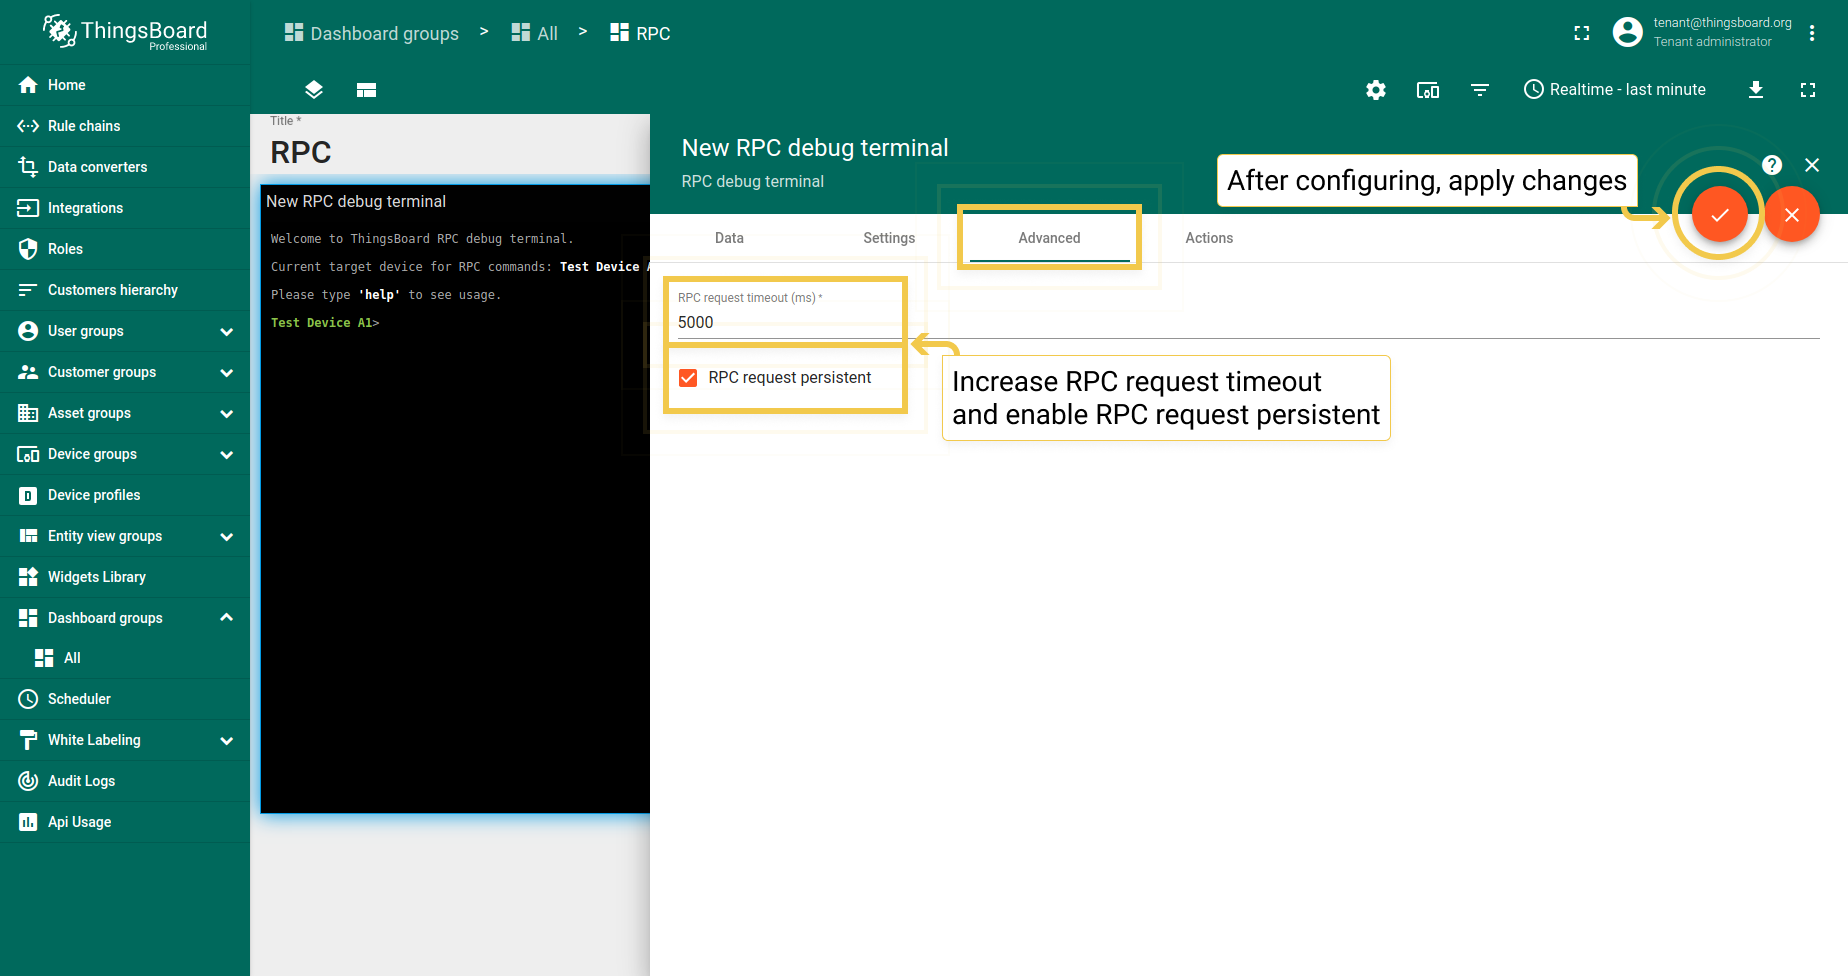 ThingsBoard
Professional
Dashboard groups > All > RPC
tenant@thingsboard.org
Tenant administrator
Realtime - last minute
Home
Rule chains
Data converters
Integrations
Roles
Customers hierarchy
User groups
Customer groups
Asset groups
Device groups
Device profiles
Entity view groups
Widgets Library
Dashboard groups
All
Scheduler
White Labeling
Audit Logs
Api Usage
Title *
RPC
New RPC debug terminal
Welcome to ThingsBoard RPC debug terminal.
Current target device for RPC commands: Test Device A
Please type 'help' to see usage.
Test Device A1>
New RPC debug terminal
RPC debug terminal
After configuring, apply changes
Data
Settings
Advanced
Actions
RPC request timeout (ms) *
5000
RPC request persistent
Increase RPC request timeout
and enable RPC request persistent